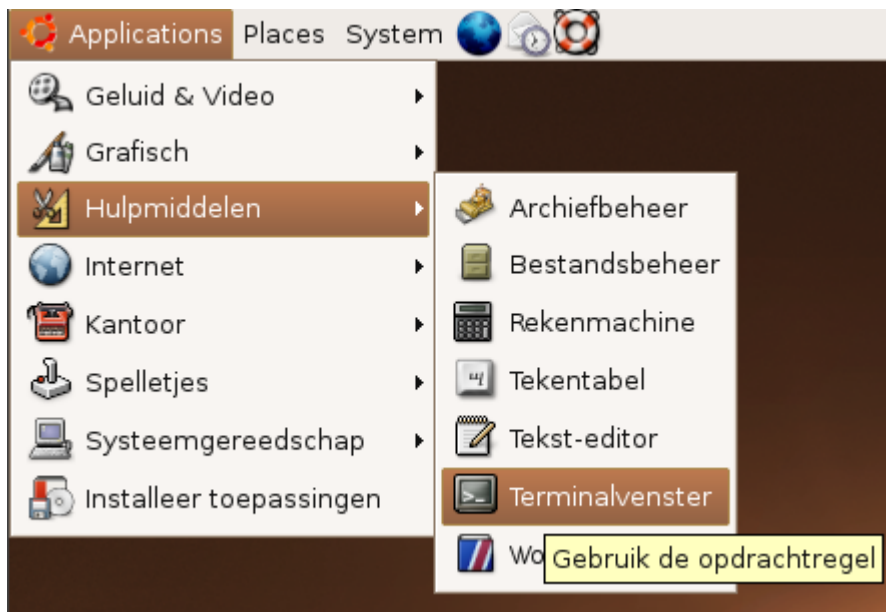 Applications Places System
Geluid & Video
Grafisch
Hulpmiddelen
Internet
Kantoor
Spelletjes
Systeemgereedschap
Installeer toepassingen
Archiefbeheer
Bestandsbeheer
Rekenmachine
Tekentabel
Tekst-editor
Terminalvenster
Wo
Gebruik de opdrachtregel